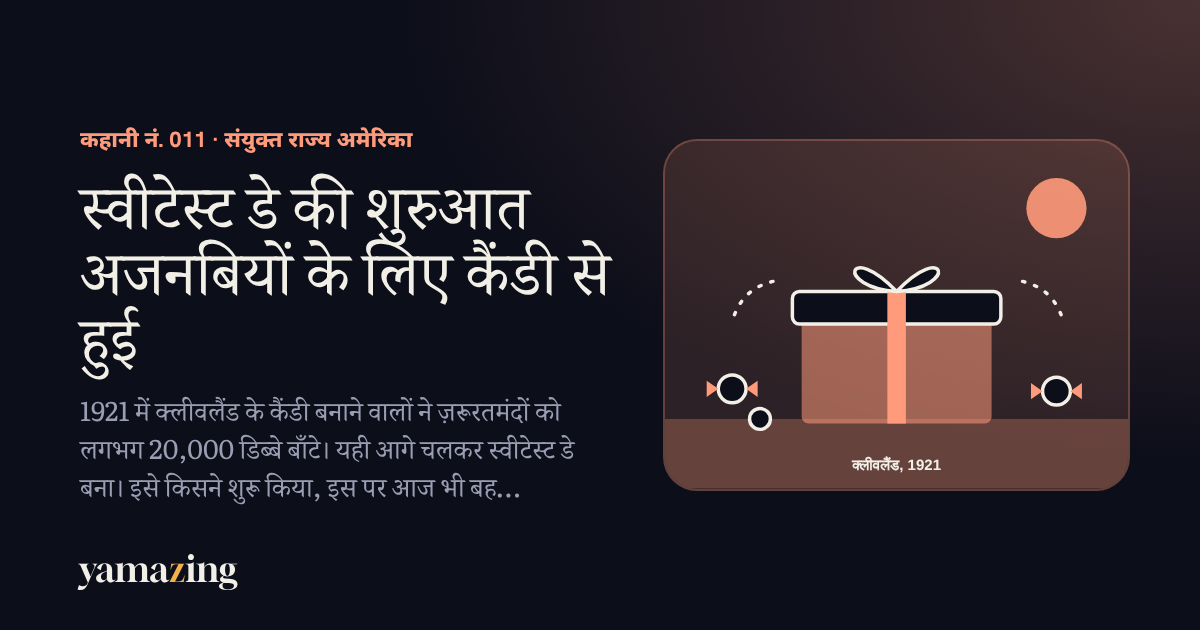 कहानी नं. 011 · संयुक्त राज्य अमेरिका
स्वीटेस्ट डे की शुरुआत
अजनबियों के लिए कैंडी से
हुई
1921 में क्लीवलैंड के कैंडी बनाने वालों ने ज़रूरतमंदों को
लगभग 20,000 डिब्बे बाँटे। यही आगे चलकर स्वीटेस्ट डे
बना। इसे किसने शुरू किया, इस पर आज भी बह…
क्लीवलैंड, 1921
yamazing